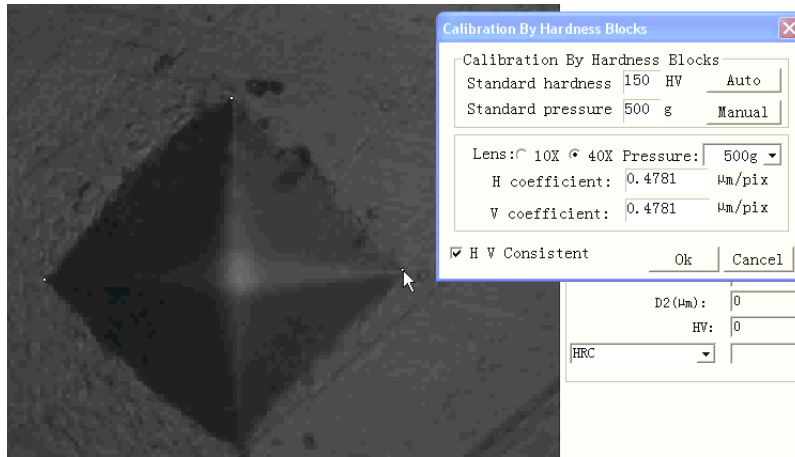 Calibration By Hardness Blocks
Calibration By Hardness Blocks
Standard hardness 150 HV Auto
Standard pressure 500 g Manual
Lens: 10X 40X Pressure: 500g
H coefficient: 0.4781 μm/pix
V coefficient: 0.4781 μm/pix
H V Consistent Ok Cancel
D2(μm): 0
HV: 0
HRC